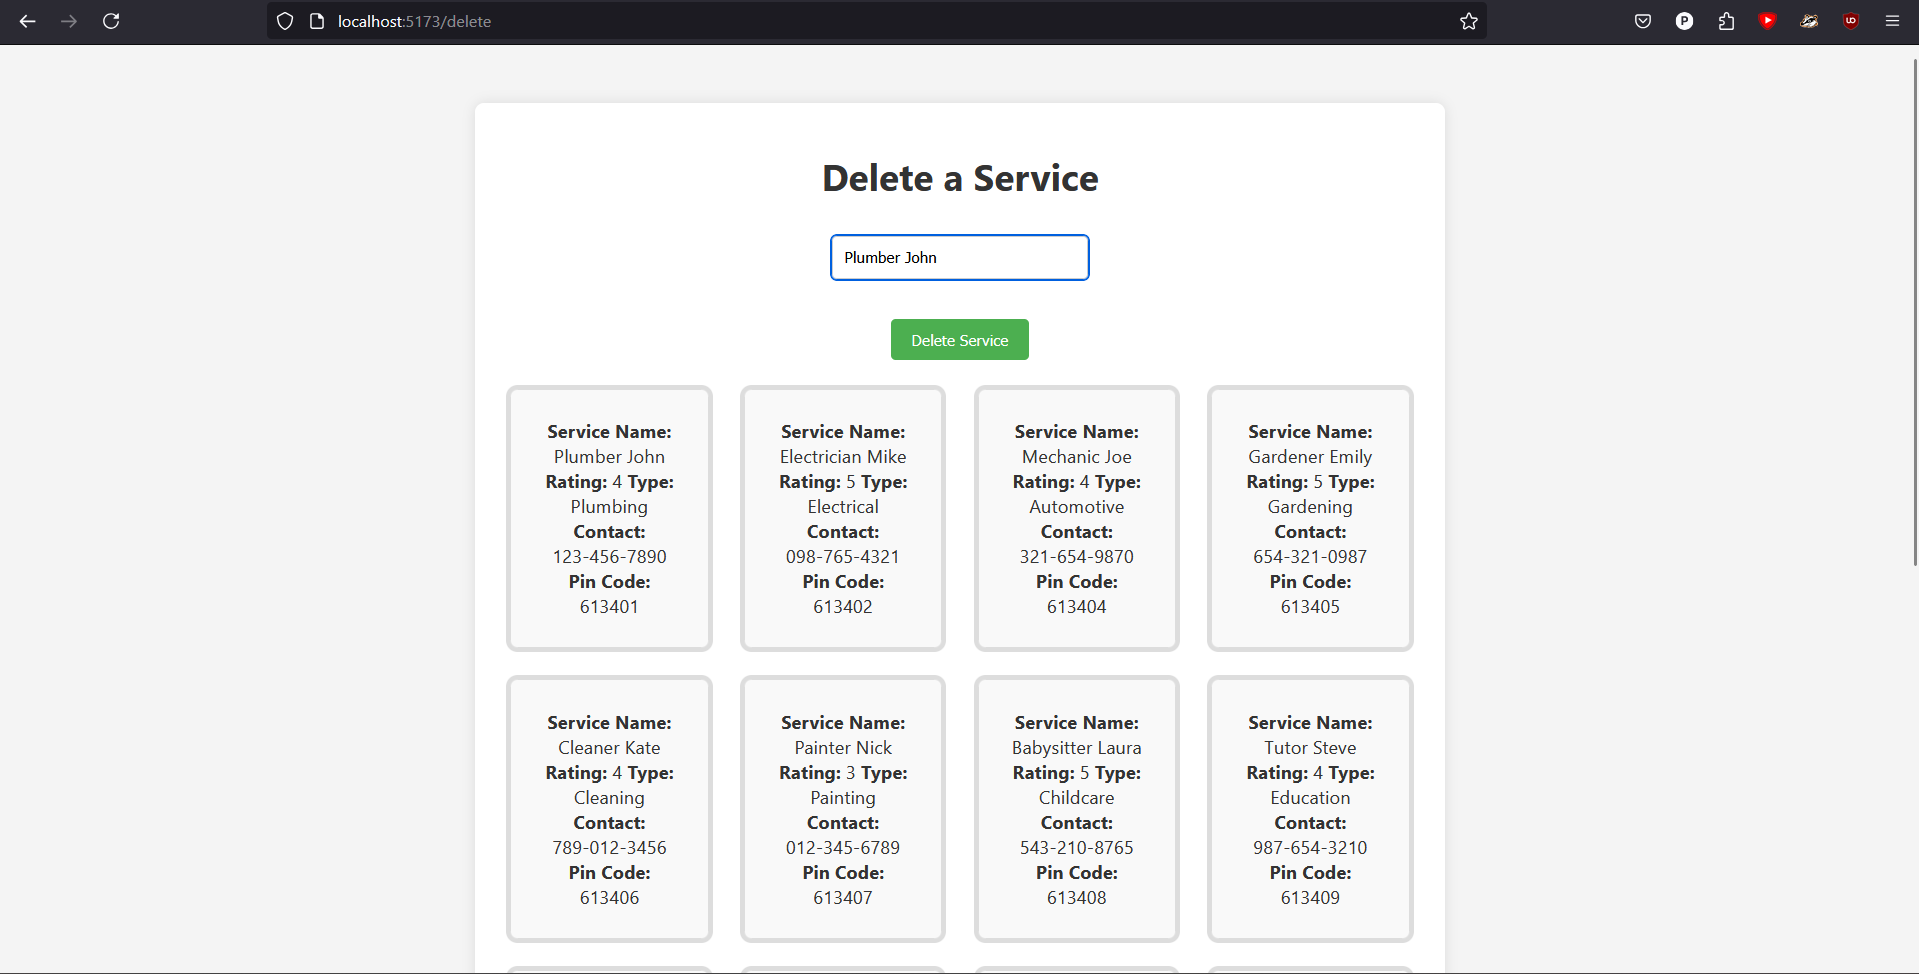 localhost:5173/delete
Delete a Service
Plumber John
Delete Service
Service Name:
Plumber John
Rating: 4 Type:
Plumbing
Contact:
123-456-7890
Pin Code:
613401
Service Name:
Electrician Mike
Rating: 5 Type:
Electrical
Contact:
098-765-4321
Pin Code:
613402
Service Name:
Mechanic Joe
Rating: 4 Type:
Automotive
Contact:
321-654-9870
Pin Code:
613404
Service Name:
Gardener Emily
Rating: 5 Type:
Gardening
Contact:
654-321-0987
Pin Code:
613405
Service Name:
Cleaner Kate
Rating: 4 Type:
Cleaning
Contact:
789-012-3456
Pin Code:
613406
Service Name:
Painter Nick
Rating: 3 Type:
Painting
Contact:
012-345-6789
Pin Code:
613407
Service Name:
Babysitter Laura
Rating: 5 Type:
Childcare
Contact:
543-210-8765
Pin Code:
613408
Service Name:
Tutor Steve
Rating: 4 Type:
Education
Contact:
987-654-3210
Pin Code:
613409